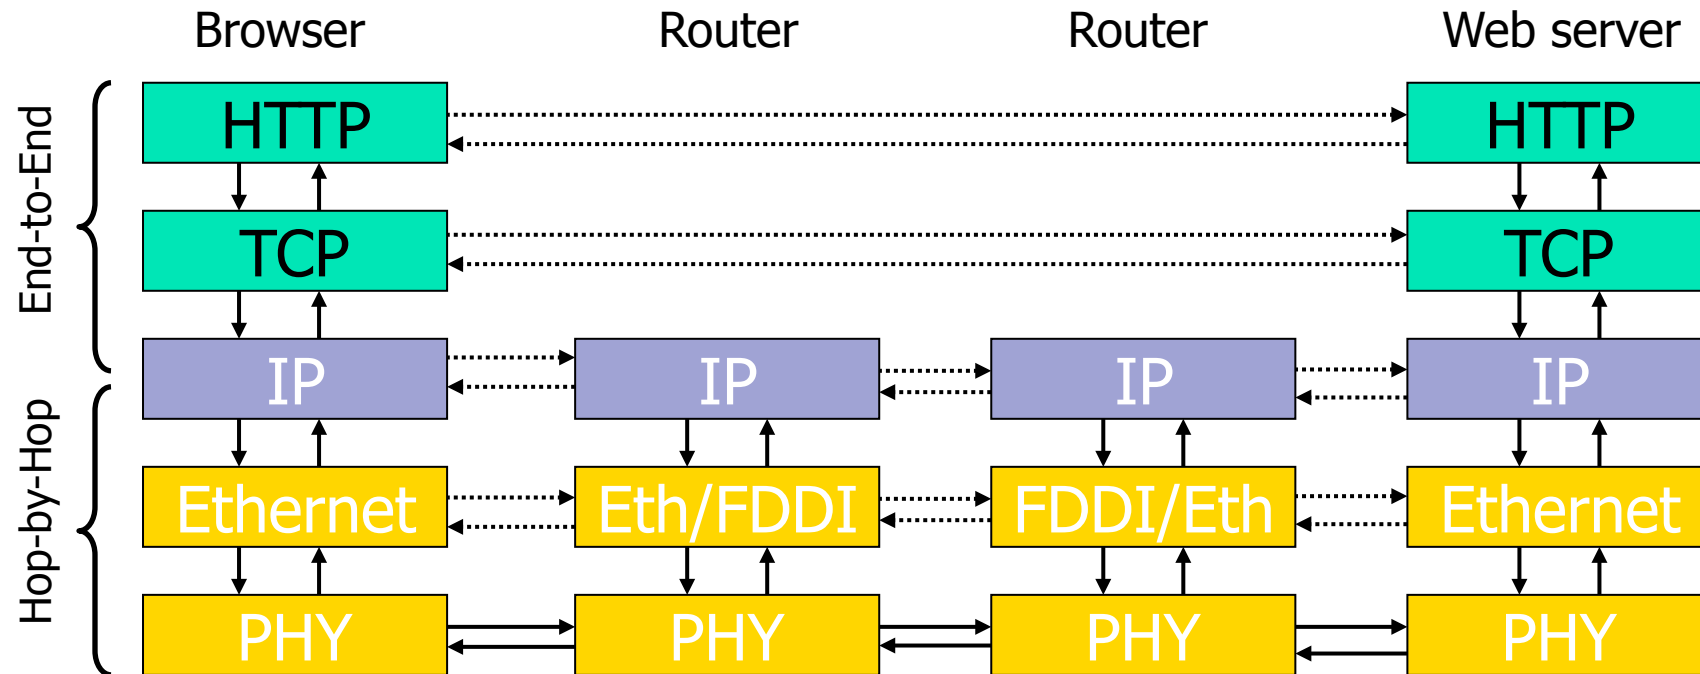 Browser Router Router Web server
End-to-End
HTTP HTTP
TCP TCP
IP IP IP IP
Hop-by-Hop
Ethernet Eth/FDDI FDDI/Eth Ethernet
PHY PHY PHY PHY